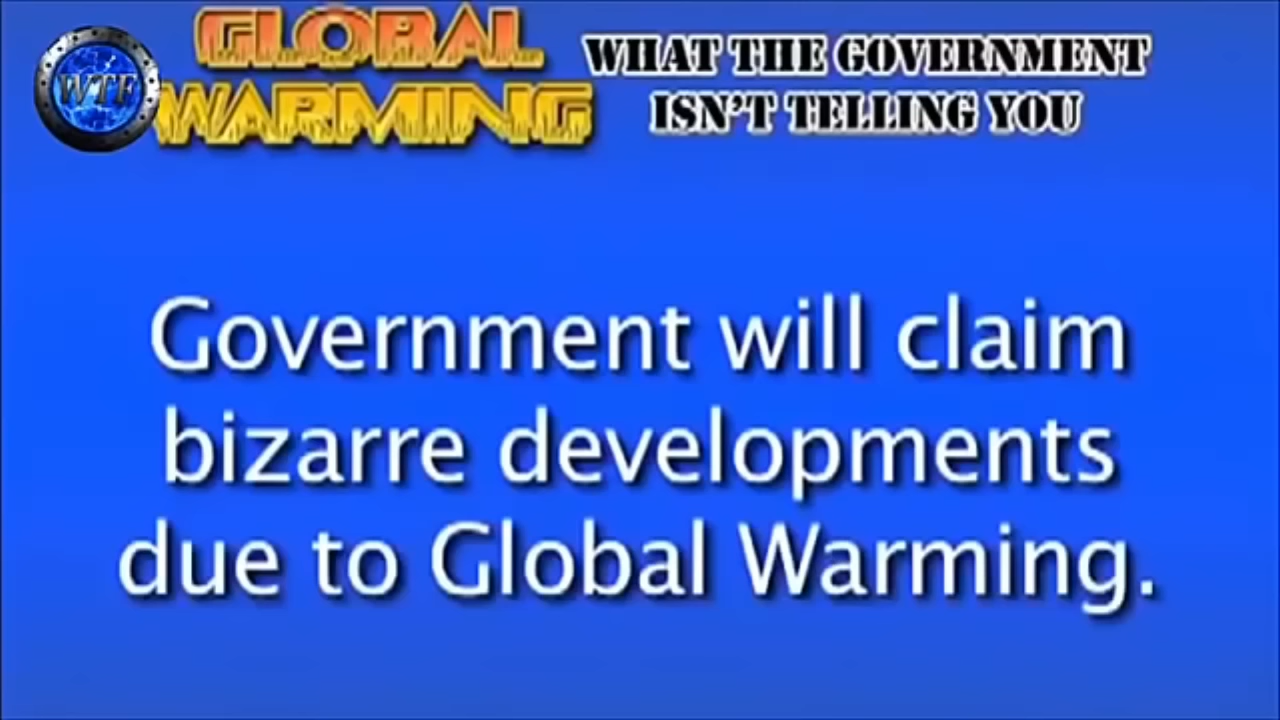 WTF
GLOBAL
WARMING
WHAT THE GOVERNMENT
ISN'T TELLING YOU
Government will claim
bizarre developments
due to Global Warming.